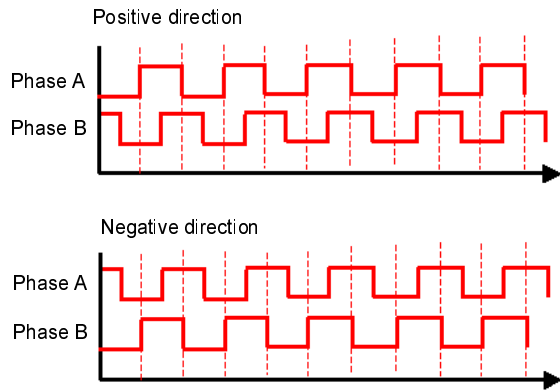 Positive direction
Phase A
Phase B
Negative direction
Phase A
Phase B